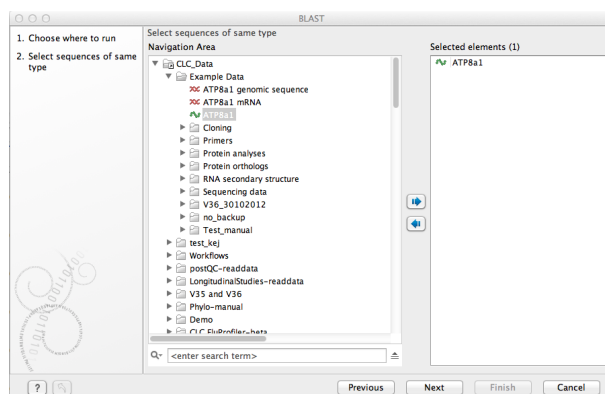 BLAST
1. Choose where to run
2. Select sequences of same
type
Select sequences of same type
Navigation Area
CLC_Data
Example Data
ATP8a1 genomic sequence
ATP8a1 mRNA
ATP8a1
Cloning
Primers
Protein analyses
Protein orthologs
RNA secondary structure
Sequencing data
V36_30102012
no_backup
Test_manual
test_kej
Workflows
postQC-readdata
LongitudinalStudies-readdata
V35 and V36
Phylo-manual
Demo
CLC FluProfiler-beta
<enter search term>
Selected elements (1)
ATP8a1
?
Previous
Next
Finish
Cancel